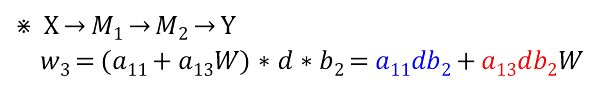 ※ X → M₁ → M₂ → Y
w₃ = (a₁₁ + a₁₃W) * d * b₂ = a₁₁db₂ + a₁₃db₂W